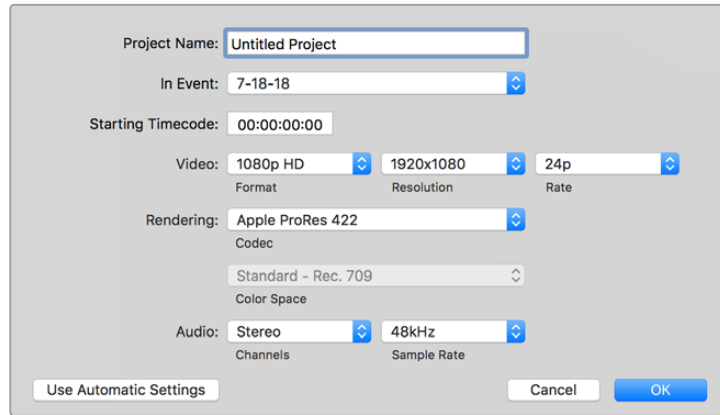 Project Name: Untitled Project
In Event: 7-18-18
Starting Timecode: 00:00:00:00
Video: 1080p HD 1920x1080 24p
Format Resolution Rate
Rendering: Apple ProRes 422
Codec
Standard - Rec. 709
Color Space
Audio: Stereo 48kHz
Channels Sample Rate
Use Automatic Settings Cancel OK